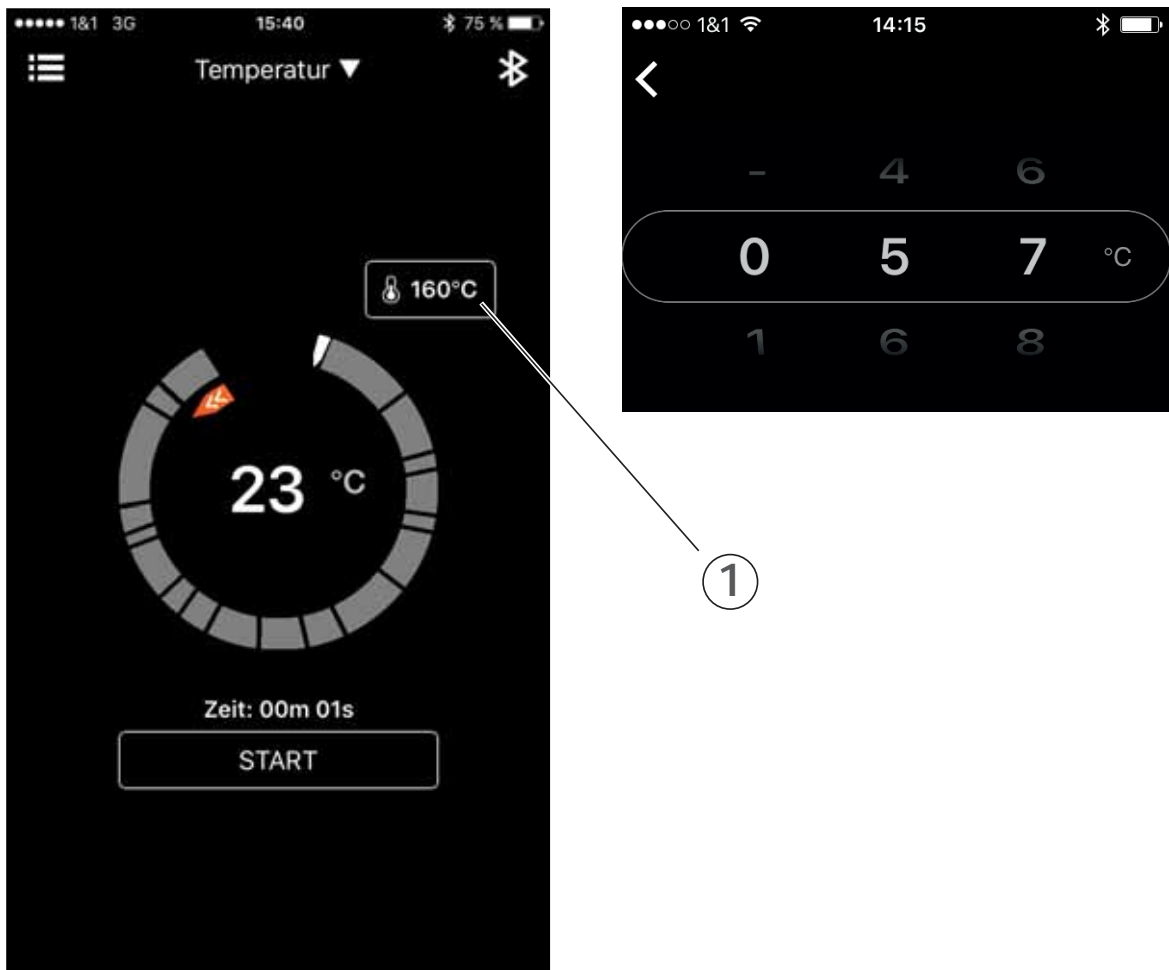 1&1 3G 15:40 75 %
Temperatur ▼
160°C
23 °C
Zeit: 00m 01s
START
1&1 14:15
- 4 6
0 5 7 °C
1 6 8
1